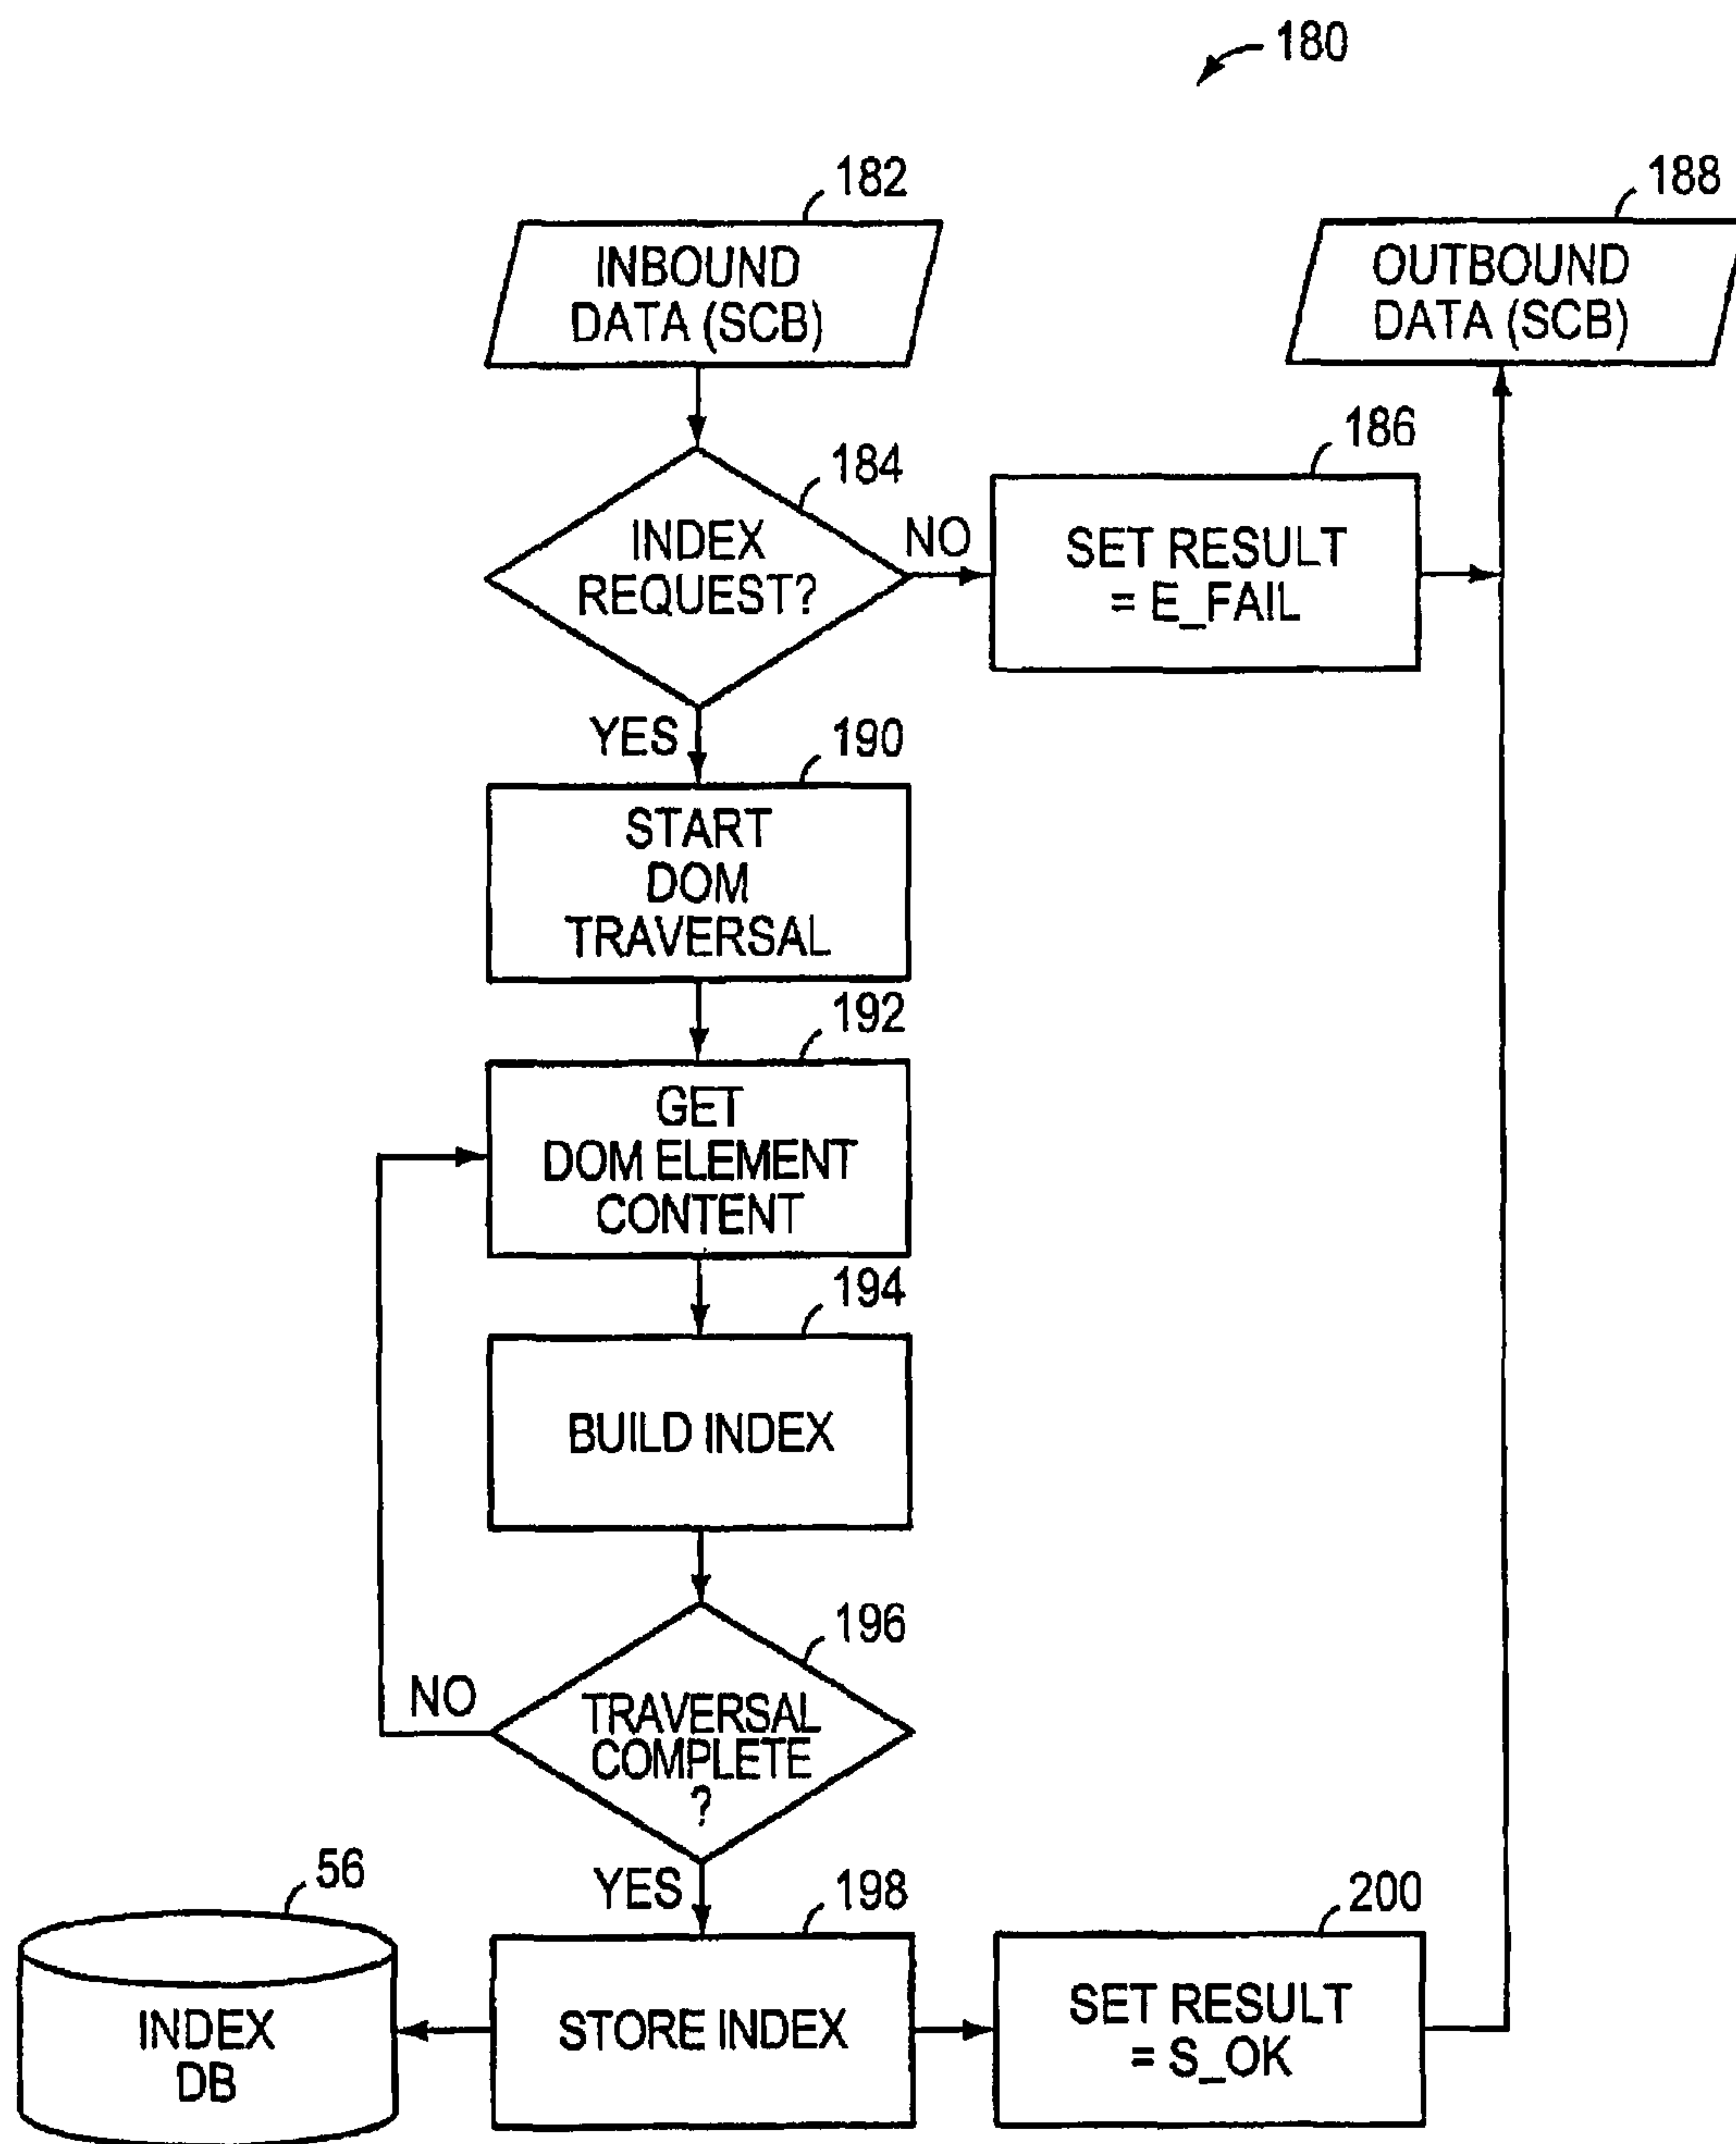 180
182
INBOUND
DATA (SCB)
188
OUTBOUND
DATA (SCB)
184
INDEX
REQUEST?
NO
186
SET RESULT
= E_FAIL
YES
190
START
DOM
TRAVERSAL
192
GET
DOM ELEMENT
CONTENT
194
BUILD INDEX
196
TRAVERSAL
COMPLETE
?
NO
YES
56
INDEX
DB
198
STORE INDEX
200
SET RESULT
= S_OK